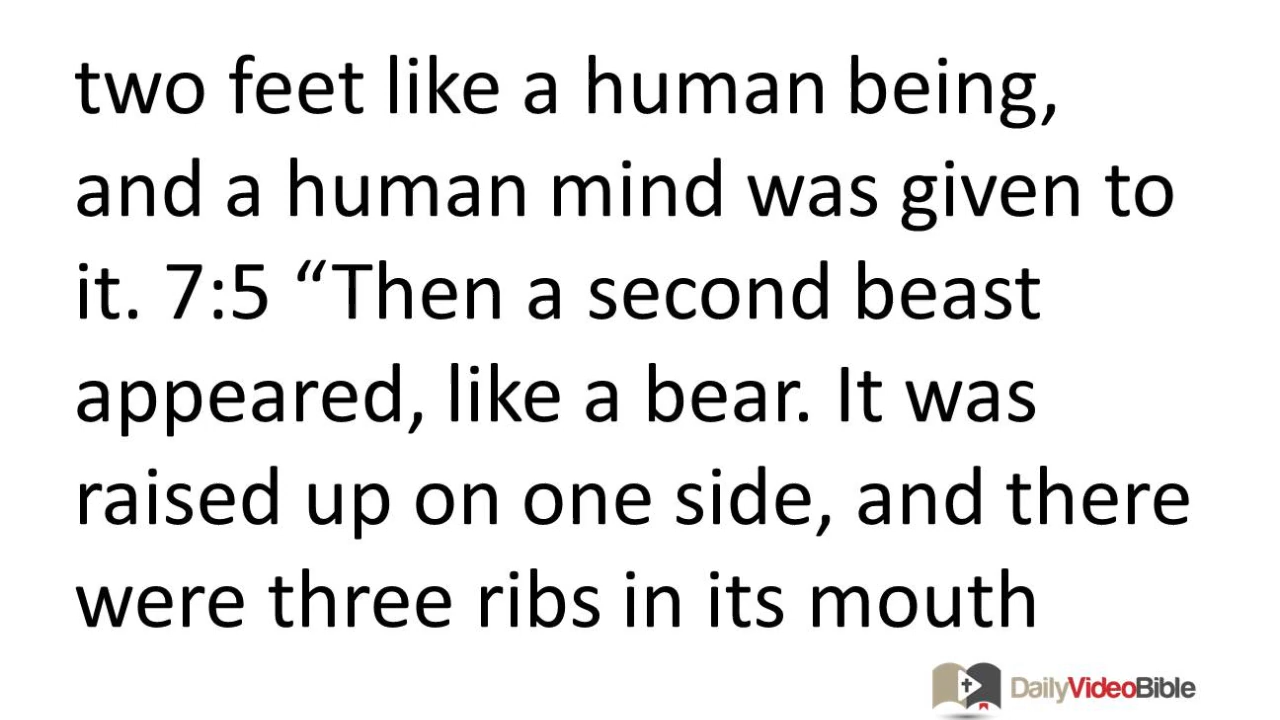 two feet like a human being,
and a human mind was given to
it. 7:5 “Then a second beast
appeared, like a bear. It was
raised up on one side, and there
were three ribs in its mouth
DailyVideoBible